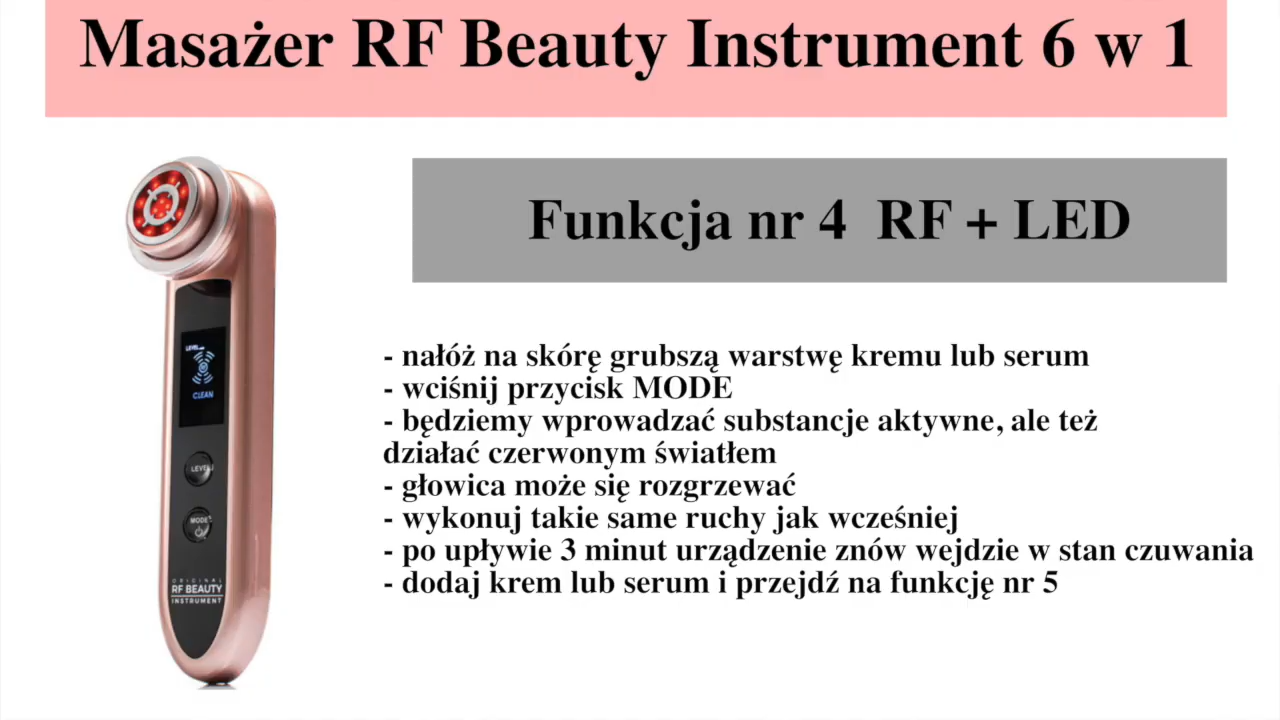 Masażer RF Beauty Instrument 6 w 1
Funkcja nr 4 RF + LED
- nałóż na skórę grubszą warstwę kremu lub serum
- wciśnij przycisk MODE
- będziemy wprowadzać substancje aktywne, ale też
działać czerwonym światłem
- głowica może się rozgrzewać
- wykonuj takie same ruchy jak wcześniej
- po upływie 3 minut urządzenie znów wejdzie w stan czuwania
- dodaj krem lub serum i przejdź na funkcję nr 5
LEVEL
CLEAN
LEVEL
MODE
ORIGINAL
RF BEAUTY
INSTRUMENT